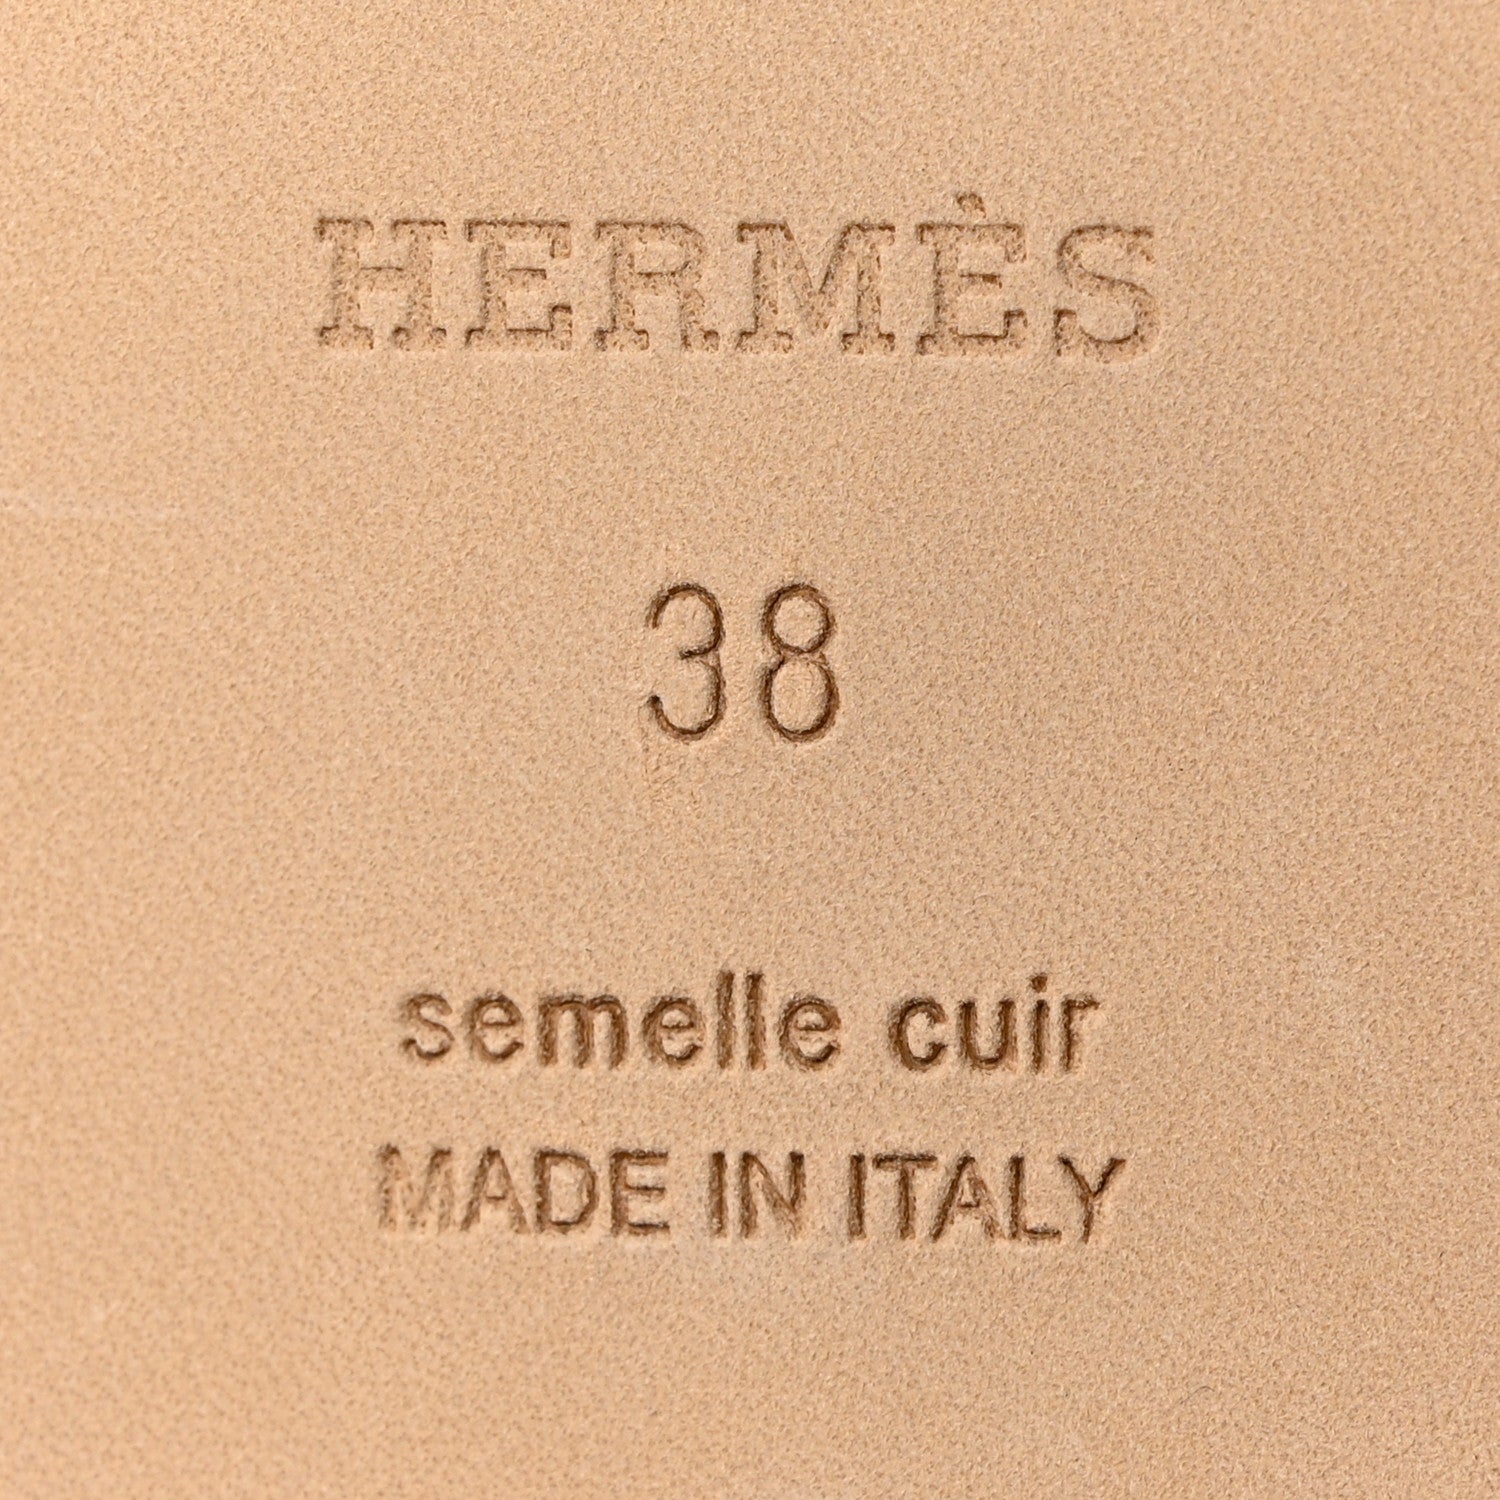 HERMÈS
38
semelle cuir
MADE IN ITALY